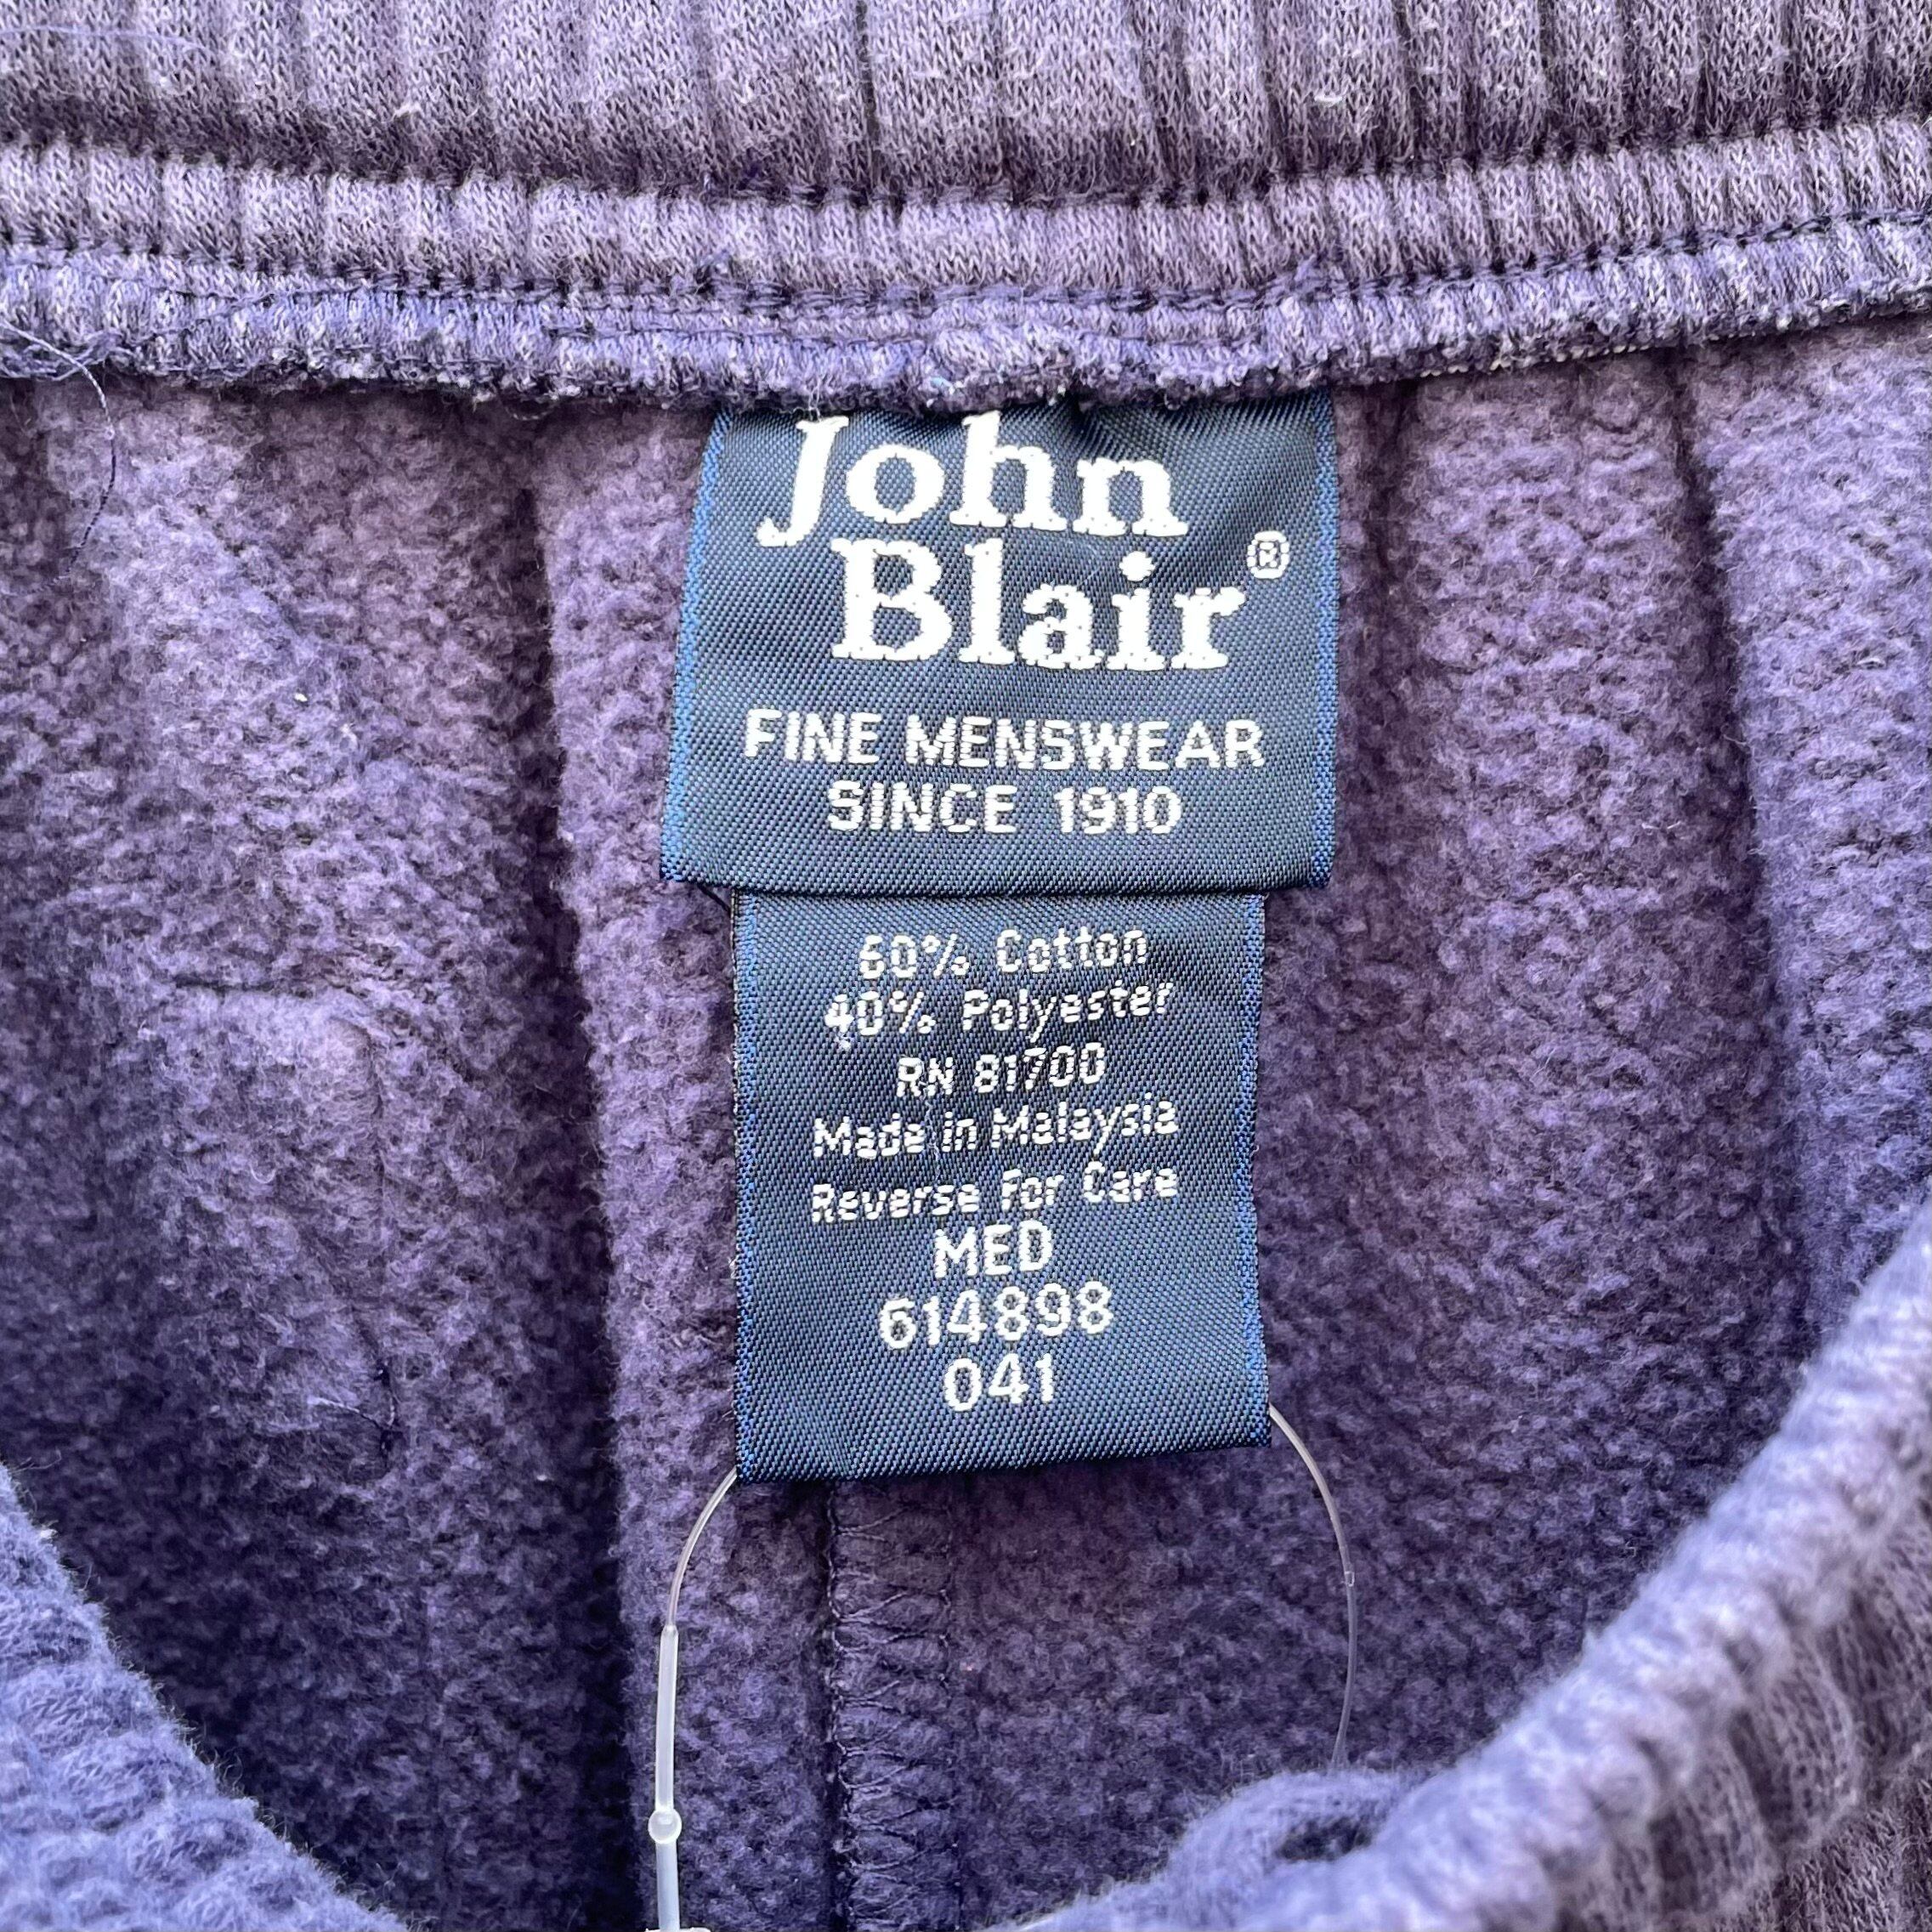 John
Blair®
FINE MENSWEAR
SINCE 1910
60% Cotton
40% Polyester
RN 81700
Made in Malaysia
Reverse For Care
MED
614898
041